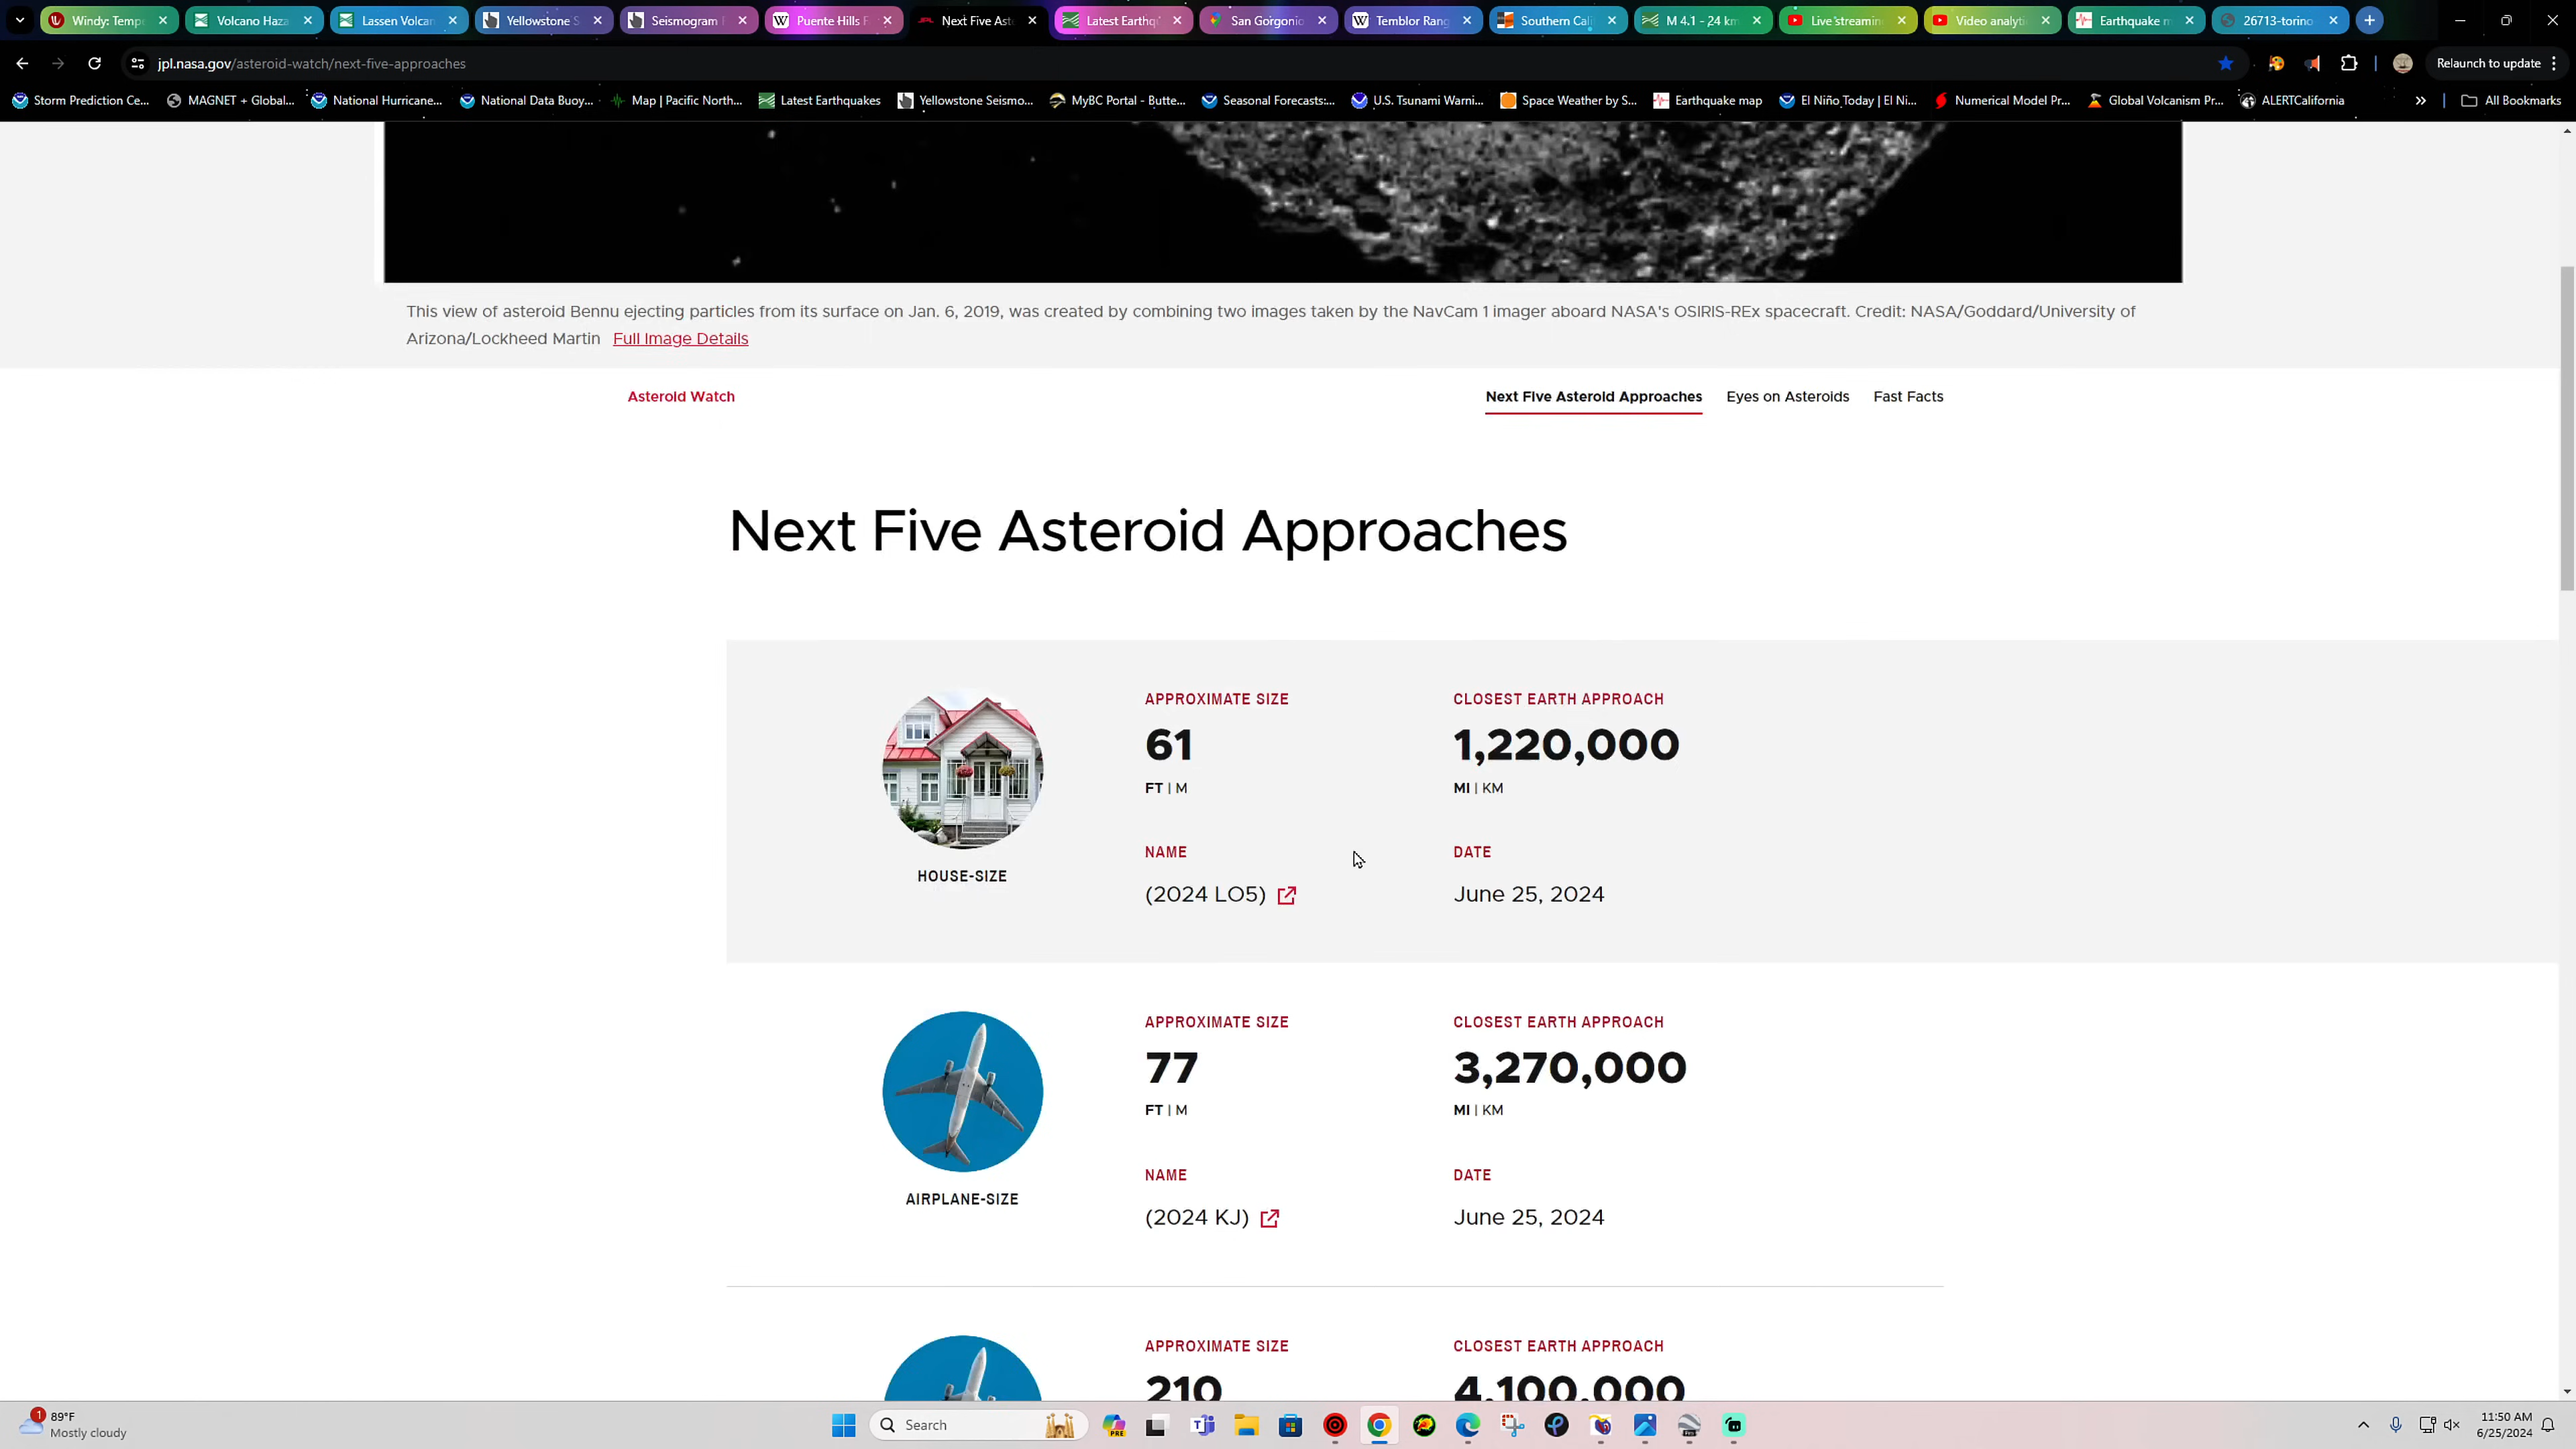 Windy: Tempe
Volcano Haza
Lassen Volcan
Yellowstone S
Seismogram
Puente Hills F
Next Five Aste
Latest Earthq
San Gorgonio
Temblor Rang
Southern Cali
M 4.1 - 24 km
Live streamin
Video analyti
Earthquake m
26713-torino
jpl.nasa.gov/asteroid-watch/next-five-approaches
Relaunch to update
Storm Prediction Ce...
MAGNET + Global...
National Hurricane...
National Data Buoy...
Map | Pacific North...
Latest Earthquakes
Yellowstone Seismo...
MyBC Portal - Butte...
Seasonal Forecasts:...
U.S. Tsunami Warni...
Space Weather by S...
Earthquake map
El Niño Today | El Ni...
Numerical Model Pr...
Global Volcanism Pr...
ALERTCalifornia
All Bookmarks
This view of asteroid Bennu ejecting particles from its surface on Jan. 6, 2019, was created by combining two images taken by the NavCam 1 imager aboard NASA's OSIRIS-REx spacecraft. Credit: NASA/Goddard/University of
Arizona/Lockheed Martin Full Image Details
Asteroid Watch
Next Five Asteroid Approaches
Eyes on Asteroids
Fast Facts
Next Five Asteroid Approaches
APPROXIMATE SIZE
CLOSEST EARTH APPROACH
61
1,220,000
FT | M
MI | KM
NAME
DATE
HOUSE-SIZE
(2024 LO5)
June 25, 2024
APPROXIMATE SIZE
CLOSEST EARTH APPROACH
77
3,270,000
FT | M
MI | KM
NAME
DATE
AIRPLANE-SIZE
(2024 KJ)
June 25, 2024
APPROXIMATE SIZE
CLOSEST EARTH APPROACH
210
4,100,000
1
89°F
Mostly cloudy
Search
PRE
11:50 AM
6/25/2024